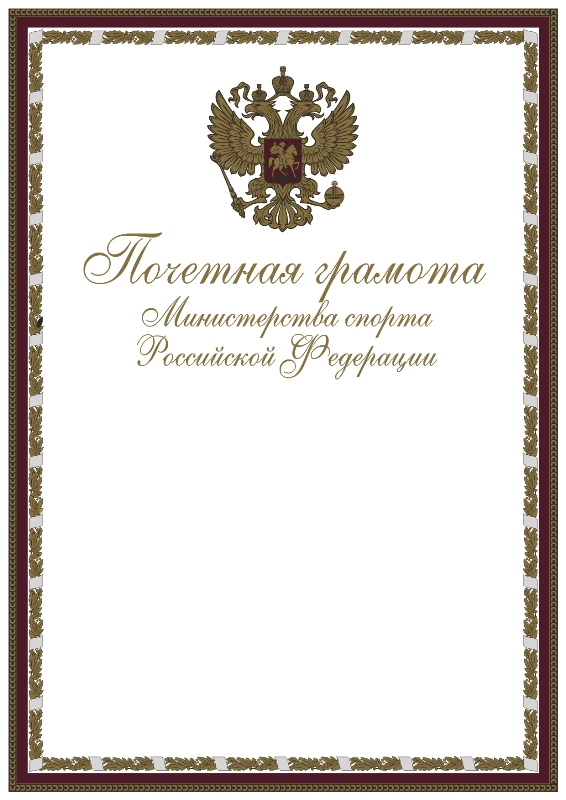 Почетная грамота
Министерства спорта
Российской Федерации